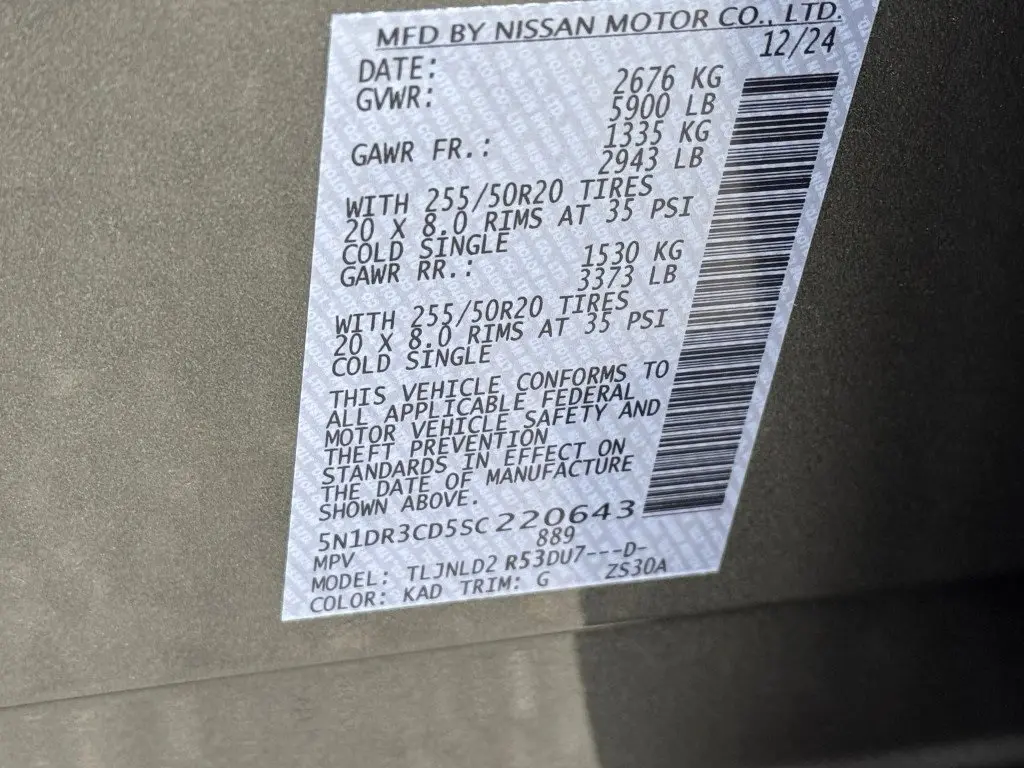 MFD BY NISSAN MOTOR CO., LTD.
DATE: 12/24
GVWR: 2676 KG
5900 LB
GAWR FR.: 1335 KG
2943 LB
WITH 255/50R20 TIRES
20 X 8.0 RIMS AT 35 PSI
COLD SINGLE
GAWR RR.: 1530 KG
3373 LB
WITH 255/50R20 TIRES
20 X 8.0 RIMS AT 35 PSI
COLD SINGLE
THIS VEHICLE CONFORMS TO
ALL APPLICABLE FEDERAL
MOTOR VEHICLE SAFETY AND
THEFT PREVENTION
STANDARDS IN EFFECT ON
THE DATE OF MANUFACTURE
SHOWN ABOVE.
5N1DR3CD5SC220643
MPV 889
MODEL: TLJNLD2 R53DU7---D-
COLOR: KAD TRIM: G ZS30A